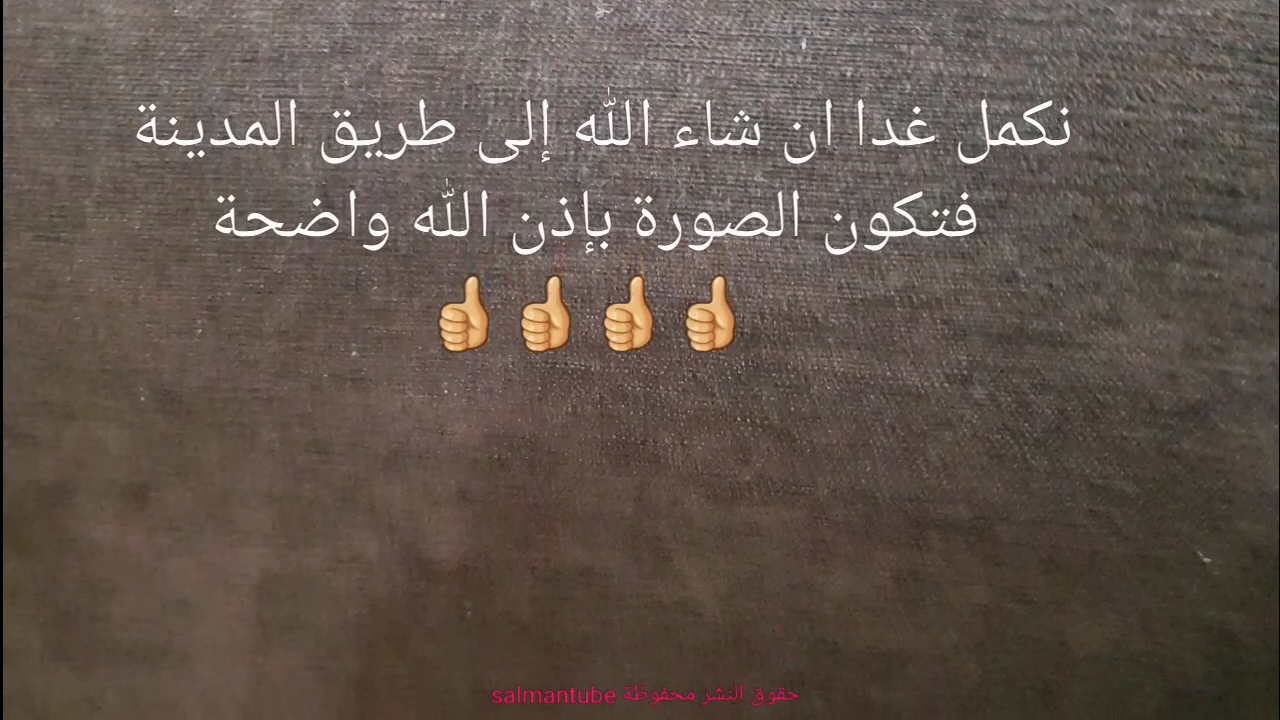 نكمل غدا ان شاء الله إلى طريق المدينة
فتكون الصورة بإذن الله واضحة
👍👍👍👍
حقوق النشر محفوظة salmantube